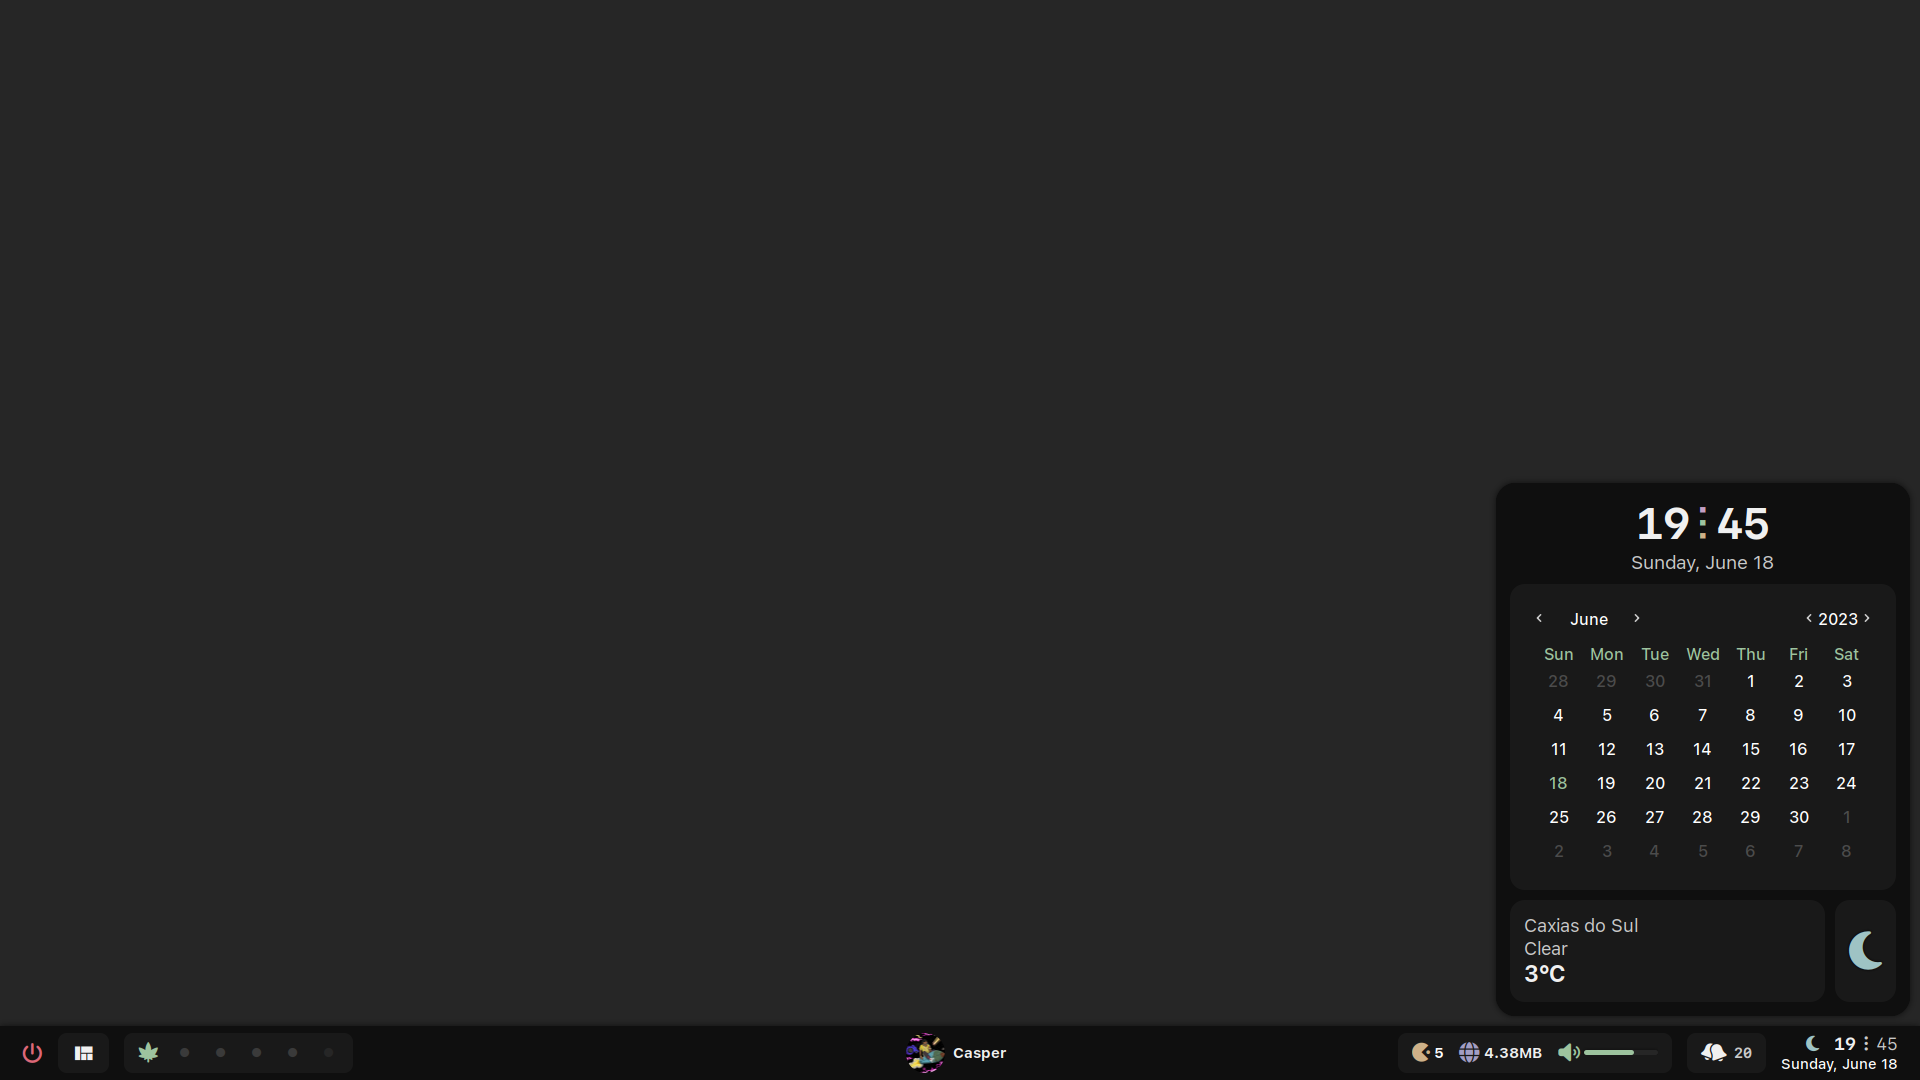 19:45
Sunday, June 18
‹ June › ‹ 2023 ›
Sun Mon Tue Wed Thu Fri Sat
28 29 30 31 1 2 3
4 5 6 7 8 9 10
11 12 13 14 15 16 17
18 19 20 21 22 23 24
25 26 27 28 29 30 1
2 3 4 5 6 7 8
Caxias do Sul
Clear
3°C
Casper
5 4.38MB
20
19:45
Sunday, June 18